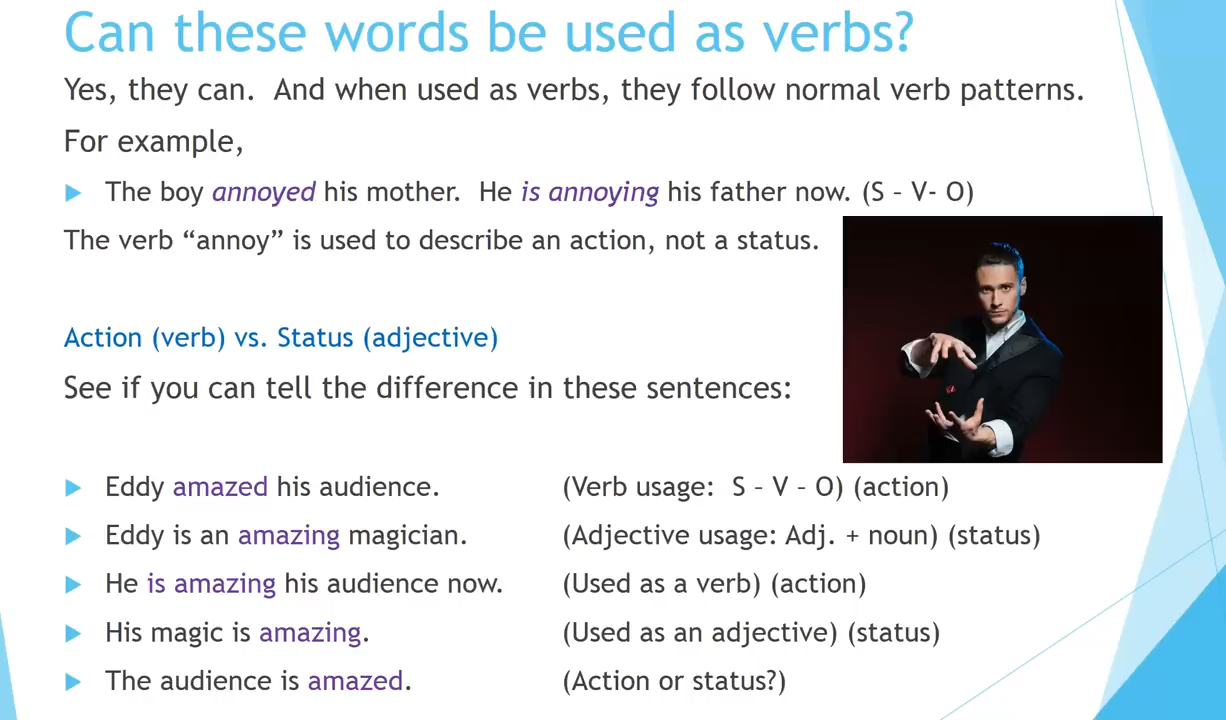 Can these words be used as verbs?
Yes, they can. And when used as verbs, they follow normal verb patterns.
For example,
The boy annoyed his mother. He is annoying his father now. (S – V- O)
The verb “annoy” is used to describe an action, not a status.
Action (verb) vs. Status (adjective)
See if you can tell the difference in these sentences:
Eddy amazed his audience. (Verb usage: S – V – O) (action)
Eddy is an amazing magician. (Adjective usage: Adj. + noun) (status)
He is amazing his audience now. (Used as a verb) (action)
His magic is amazing. (Used as an adjective) (status)
The audience is amazed. (Action or status?)